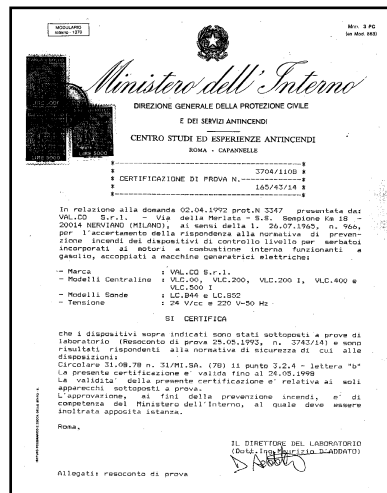 MODULARIO
Interno - 1270
Mod. 3 PC
(ex Mod. 883)
Ministero dell'Interno
DIREZIONE GENERALE DELLA PROTEZIONE CIVILE
E DEI SERVIZI ANTINCENDI
CENTRO STUDI ED ESPERIENZE ANTINCENDI
ROMA - CAPANNELLE
*----------------------------------------*
* 3704/1108 *
* CERTIFICAZIONE DI PROVA N.------------ *
* 165/43/14 *
*----------------------------------------*
In relazione alla domanda 02.04.1992 prot.N 3347 presentata da:
VAL.CO S.r.l. - Via della Merlata - S.S. Sempione Km 18 -
20014 NERVIANO (MILANO), ai sensi della l. 26.07.1965, n. 966,
per l'accertamento della rispondenza alla normativa di preven-
zione incendi dei dispositivi di controllo livello per serbatoi
incorporati ai motori a combustione interna funzionanti a
gasolio, accoppiati a macchine generatrici elettriche:
- Marca : VAL.CO S.r.l.
- Modelli Centraline : VLC.00, VLC.200, VLC.200 I, VLC.400 e
VLC.500 I
- Modelli Sonde : LC.B44 e LC.B52
- Tensione : 24 V/cc e 220 V-50 Hz
SI CERTIFICA
che i dispositivi sopra indicati sono stati sottoposti a prova di
laboratorio (Resoconto di prova 25.05.1993, n. 3743/14) e sono
risultati rispondenti alla normativa di sicurezza di cui alle
disposizioni:
Circolare 31.08.78 n. 31/MI.SA. (78) il punto 3.2.4 - lettera "b"
La presente certificazione e' valida fino al 24.05.1998
La validita' della presente certificazione e' relativa ai soli
apparecchi sottoposti a prova.
L'approvazione, ai fini della prevenzione incendi, e' di
competenza del Ministero dell'Interno, al quale deve essere
inoltrata apposita istanza.
Roma,
IL DIRETTORE DEL LABORATORIO
(Dott.Ing.Maurizio D'ADDATO)
Allegati: resoconto di prova